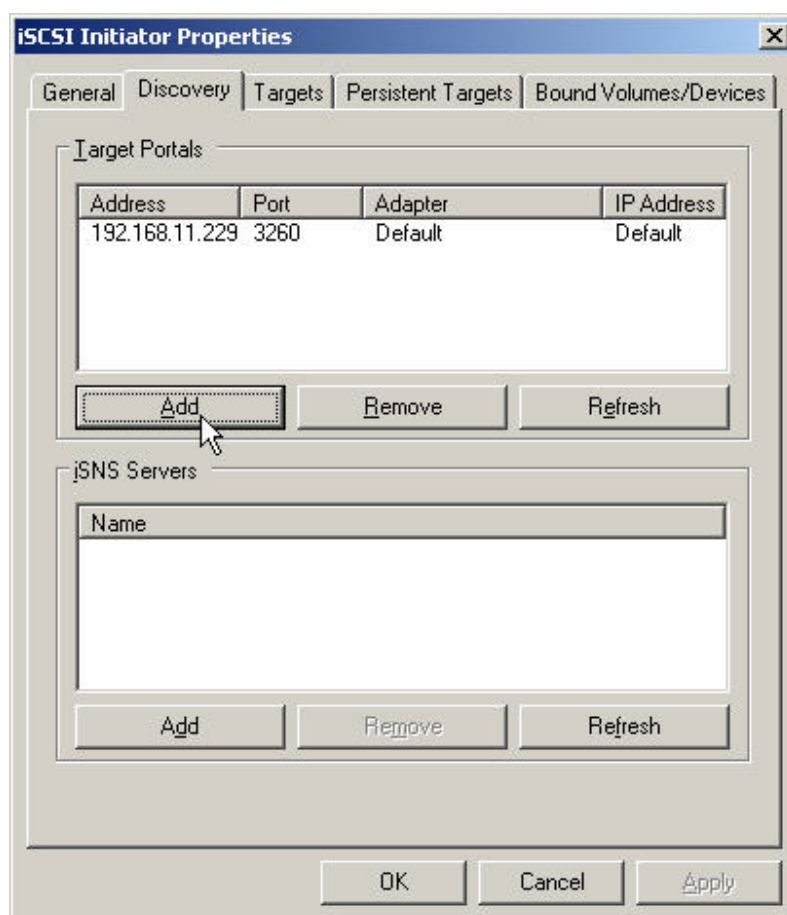 iSCSI Initiator Properties
General Discovery Targets Persistent Targets Bound Volumes/Devices
Target Portals
Address Port Adapter IP Address
192.168.11.229 3260 Default Default
Add Remove Refresh
iSNS Servers
Name
Add Remove Refresh
OK Cancel Apply